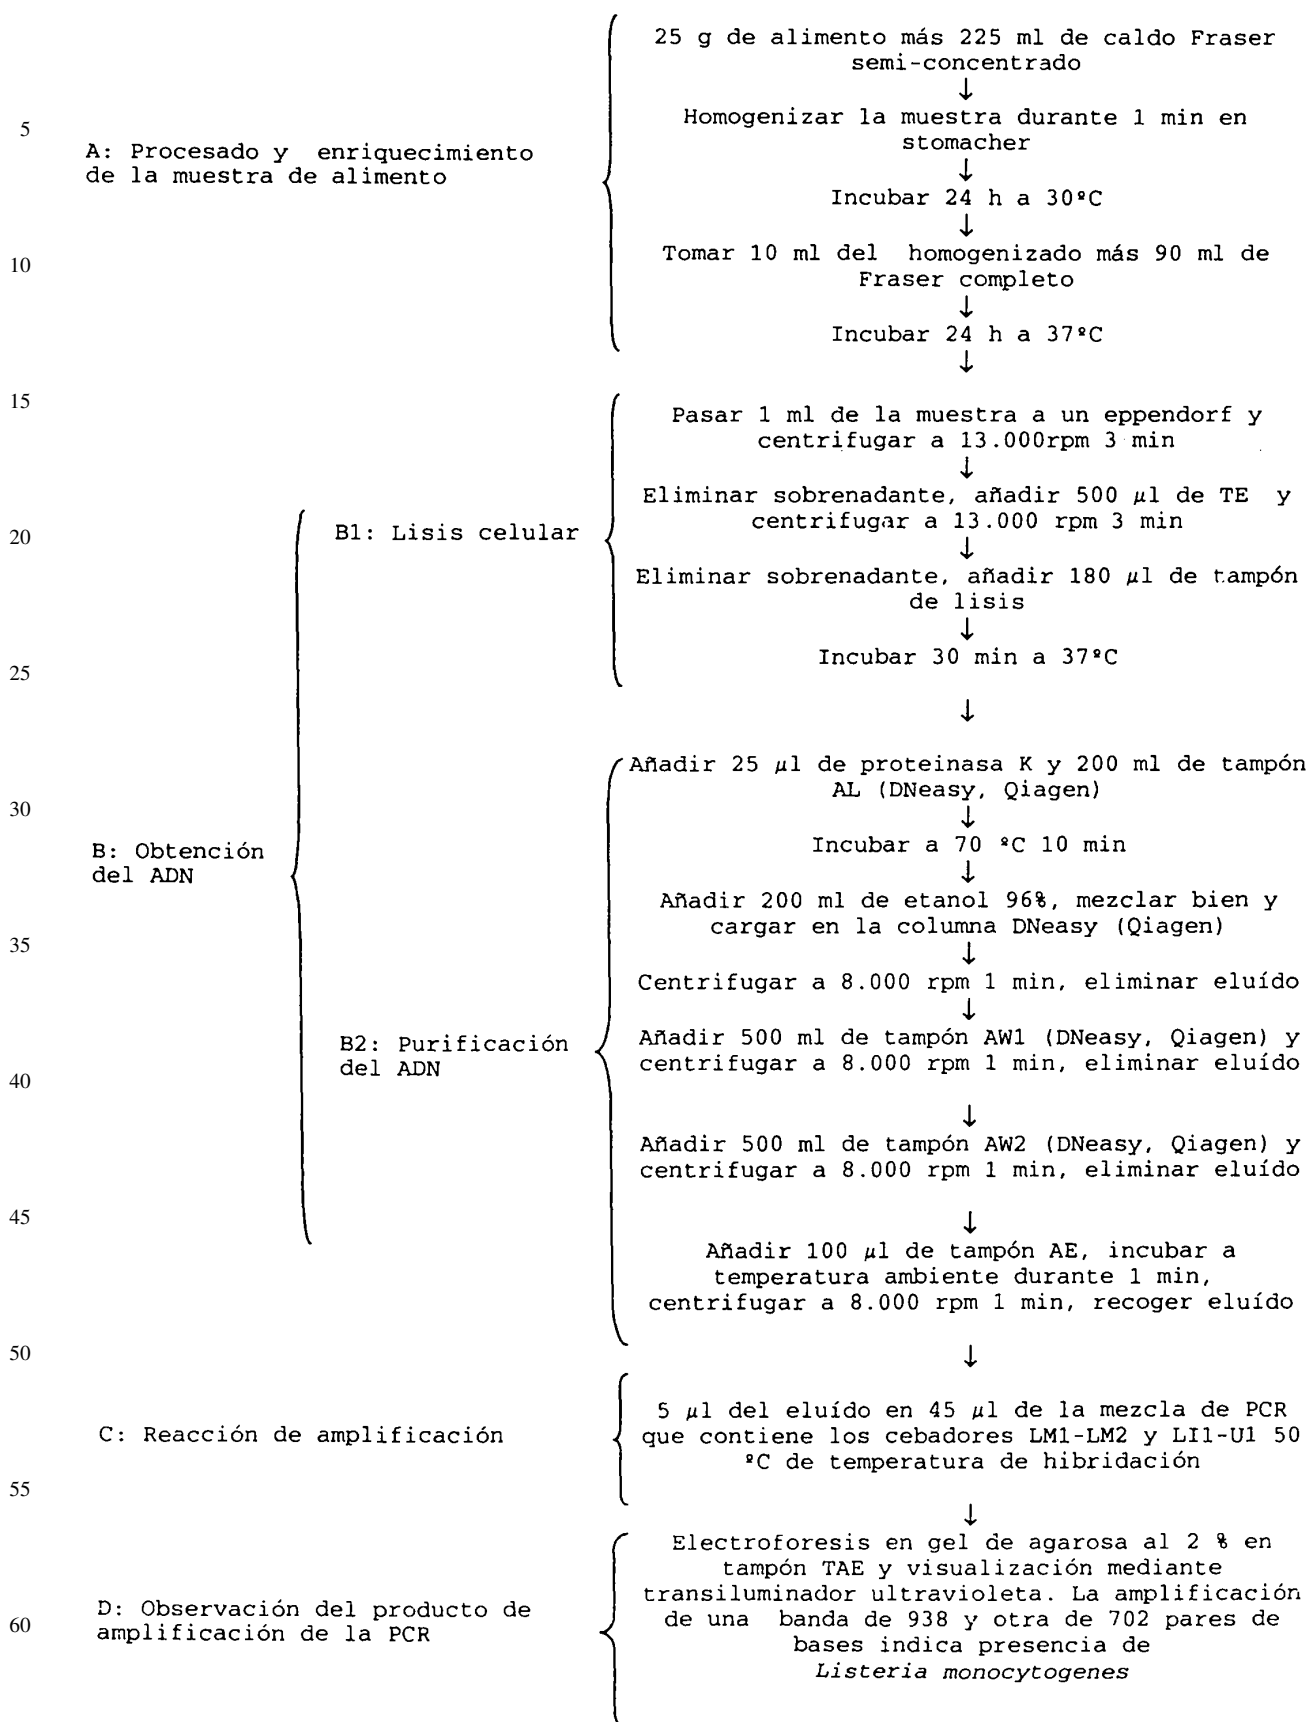 25 g de alimento más 225 ml de caldo Fraser
semi-concentrado
↓
5
Homogenizar la muestra durante 1 min en
stomacher
A: Procesado y enriquecimiento
de la muestra de alimento
↓
Incubar 24 h a 30ºC
↓
10
Tomar 10 ml del homogenizado más 90 ml de
Fraser completo
↓
Incubar 24 h a 37ºC
↓
15
Pasar 1 ml de la muestra a un eppendorf y
centrifugar a 13.000rpm 3 min
↓
Eliminar sobrenadante, añadir 500 µl de TE y
centrifugar a 13.000 rpm 3 min
20
B1: Lisis celular
↓
Eliminar sobrenadante, añadir 180 µl de tampón
de lisis
↓
Incubar 30 min a 37ºC
25
↓
Añadir 25 µl de proteinasa K y 200 ml de tampón
AL (DNeasy, Qiagen)
30
↓
Incubar a 70 ºC 10 min
B: Obtención
del ADN
↓
Añadir 200 ml de etanol 96%, mezclar bien y
cargar en la columna DNeasy (Qiagen)
35
↓
Centrifugar a 8.000 rpm 1 min, eliminar eluído
↓
B2: Purificación
del ADN
Añadir 500 ml de tampón AW1 (DNeasy, Qiagen) y
centrifugar a 8.000 rpm 1 min, eliminar eluído
40
↓
Añadir 500 ml de tampón AW2 (DNeasy, Qiagen) y
centrifugar a 8.000 rpm 1 min, eliminar eluído
45
↓
Añadir 100 µl de tampón AE, incubar a
temperatura ambiente durante 1 min,
centrifugar a 8.000 rpm 1 min, recoger eluído
50
↓
C: Reacción de amplificación
5 µl del eluído en 45 µl de la mezcla de PCR
que contiene los cebadores LM1-LM2 y LI1-U1 50
ºC de temperatura de hibridación
55
↓
D: Observación del producto de
amplificación de la PCR
60
Electroforesis en gel de agarosa al 2 % en
tampón TAE y visualización mediante
transiluminador ultravioleta. La amplificación
de una banda de 938 y otra de 702 pares de
bases indica presencia de
Listeria monocytogenes